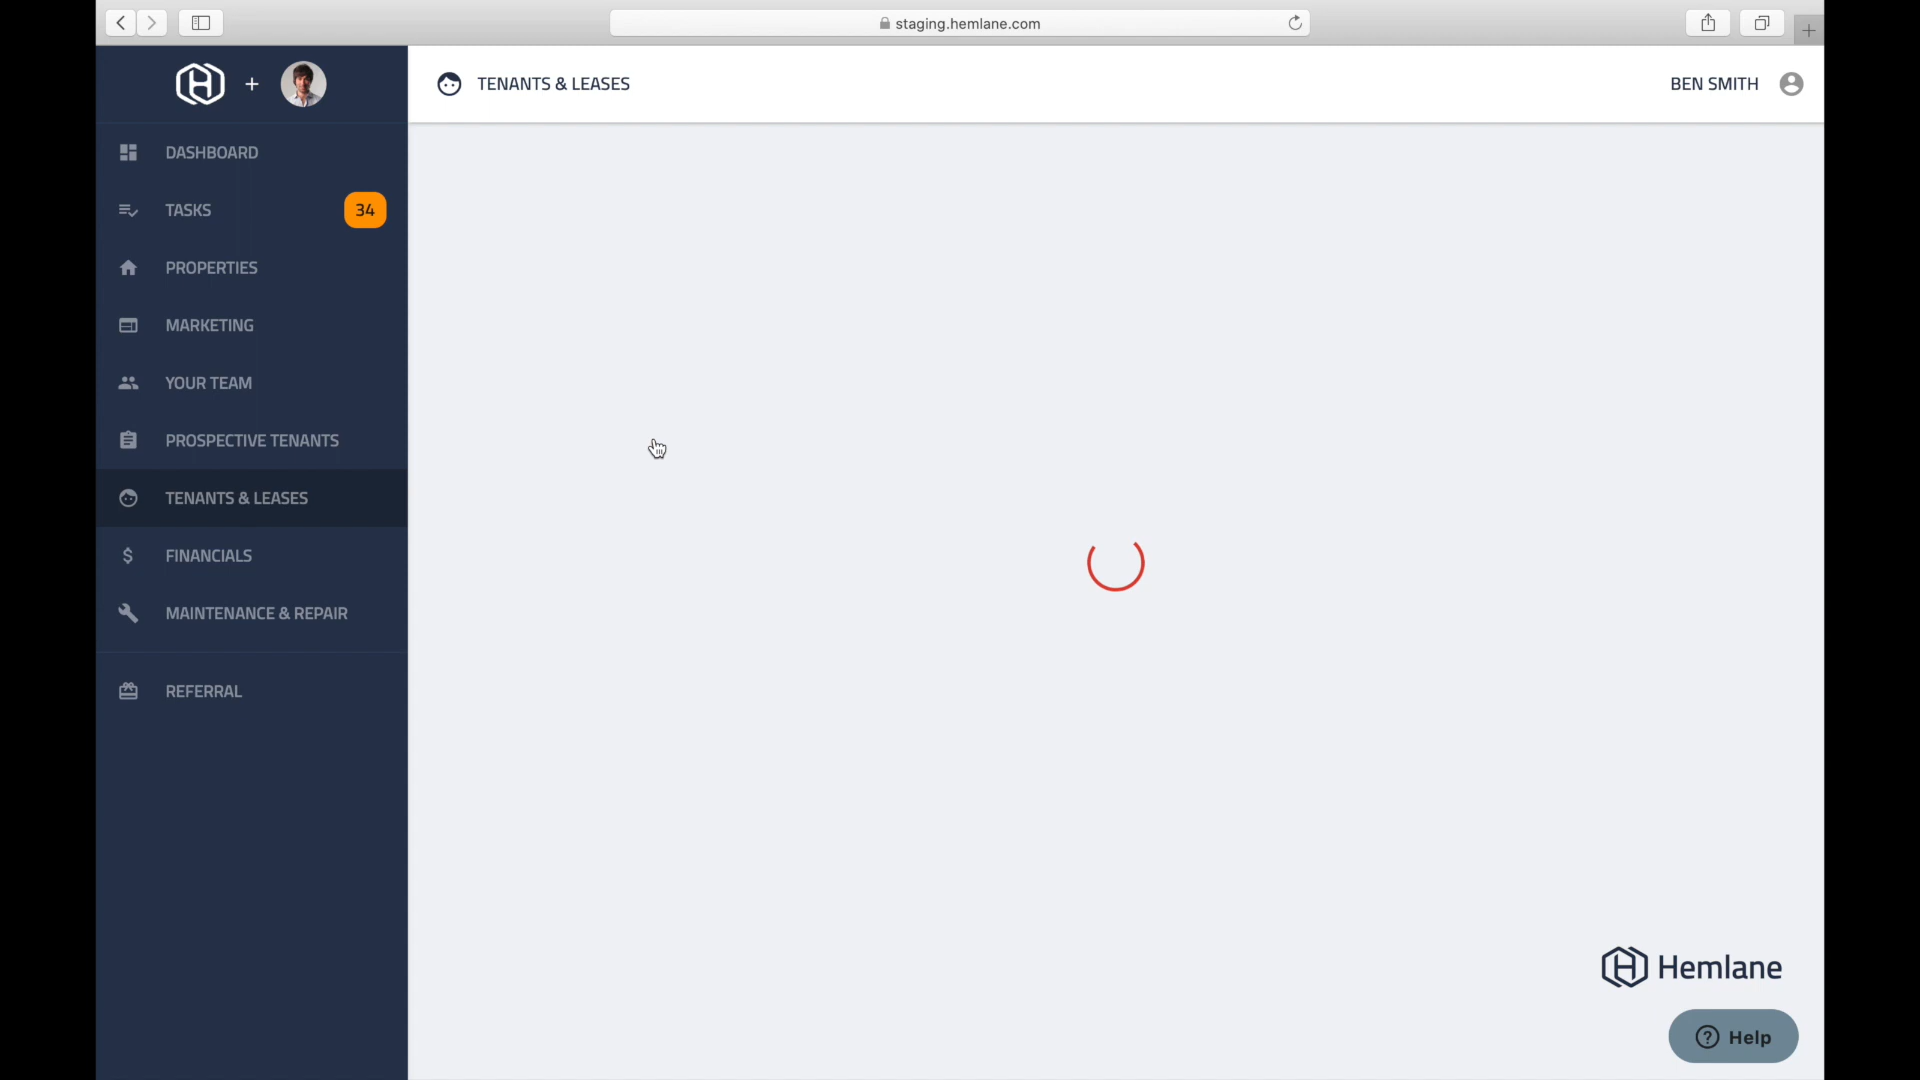 staging.hemlane.com
TENANTS & LEASES
BEN SMITH
DASHBOARD
TASKS
34
PROPERTIES
MARKETING
YOUR TEAM
PROSPECTIVE TENANTS
TENANTS & LEASES
FINANCIALS
MAINTENANCE & REPAIR
REFERRAL
Hemlane
Help